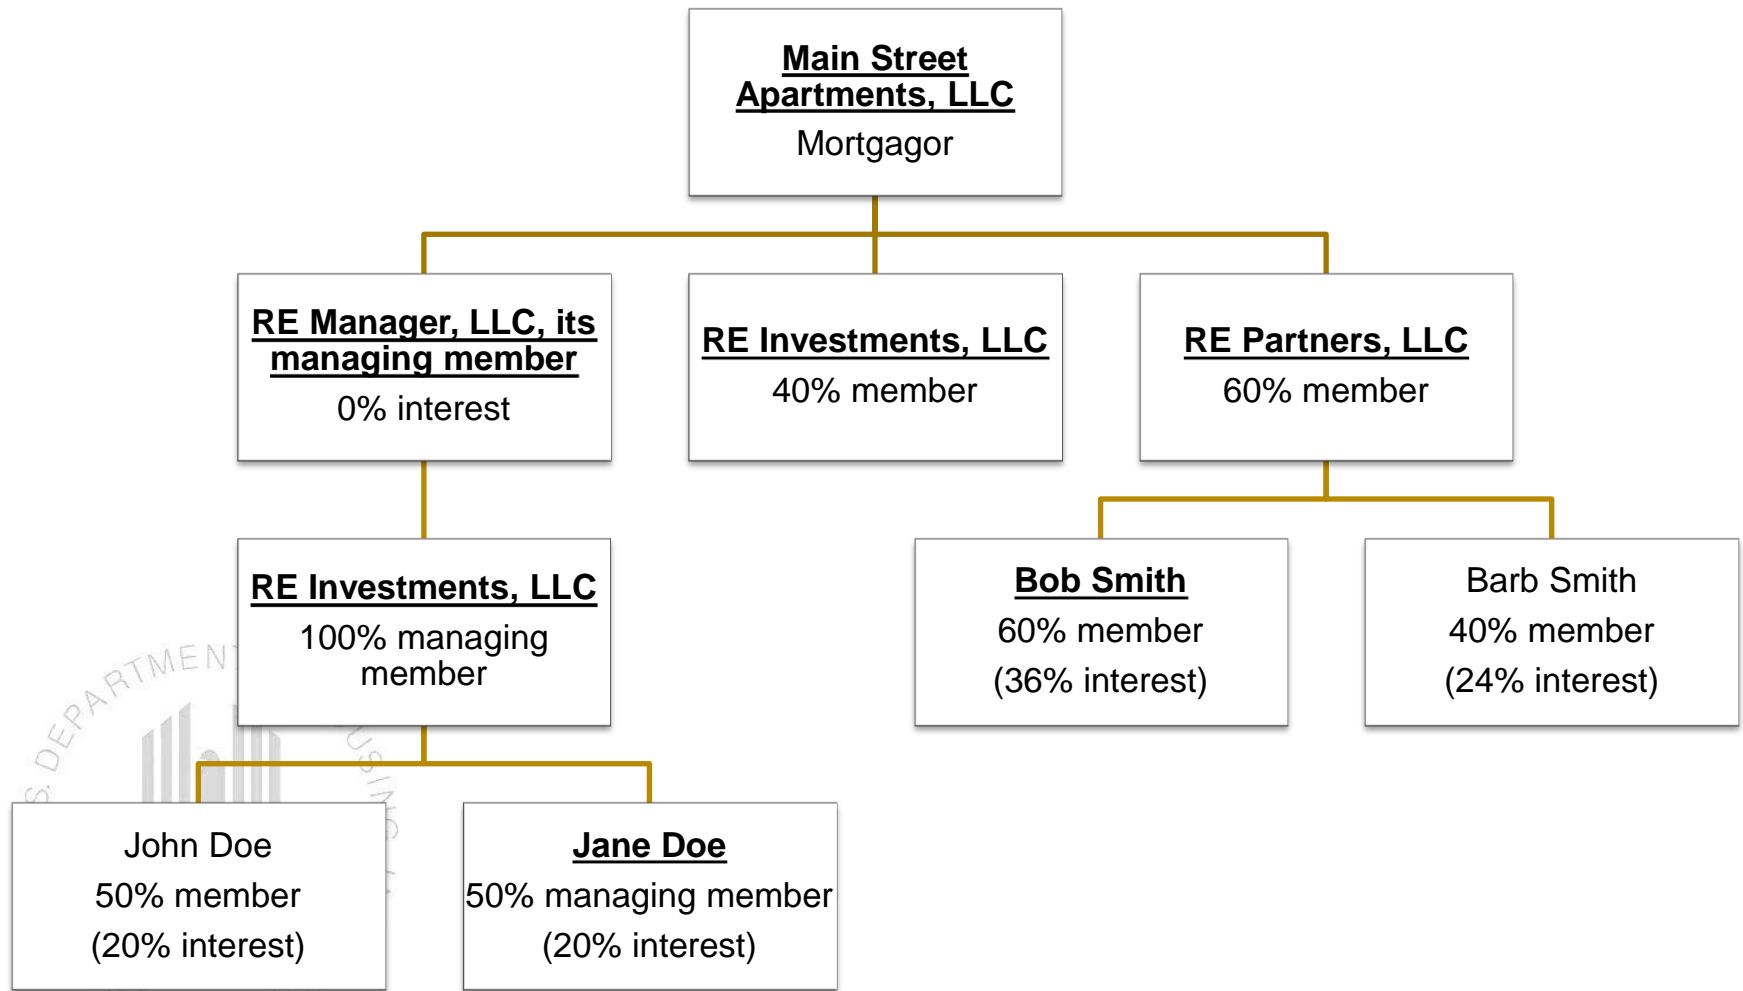 Main Street
Apartments, LLC
Mortgagor
RE Manager, LLC, its
managing member
0% interest
RE Investments, LLC
40% member
RE Partners, LLC
60% member
RE Investments, LLC
100% managing
member
Bob Smith
60% member
(36% interest)
Barb Smith
40% member
(24% interest)
John Doe
50% member
(20% interest)
Jane Doe
50% managing member
(20% interest)
S. DEPARTMENT